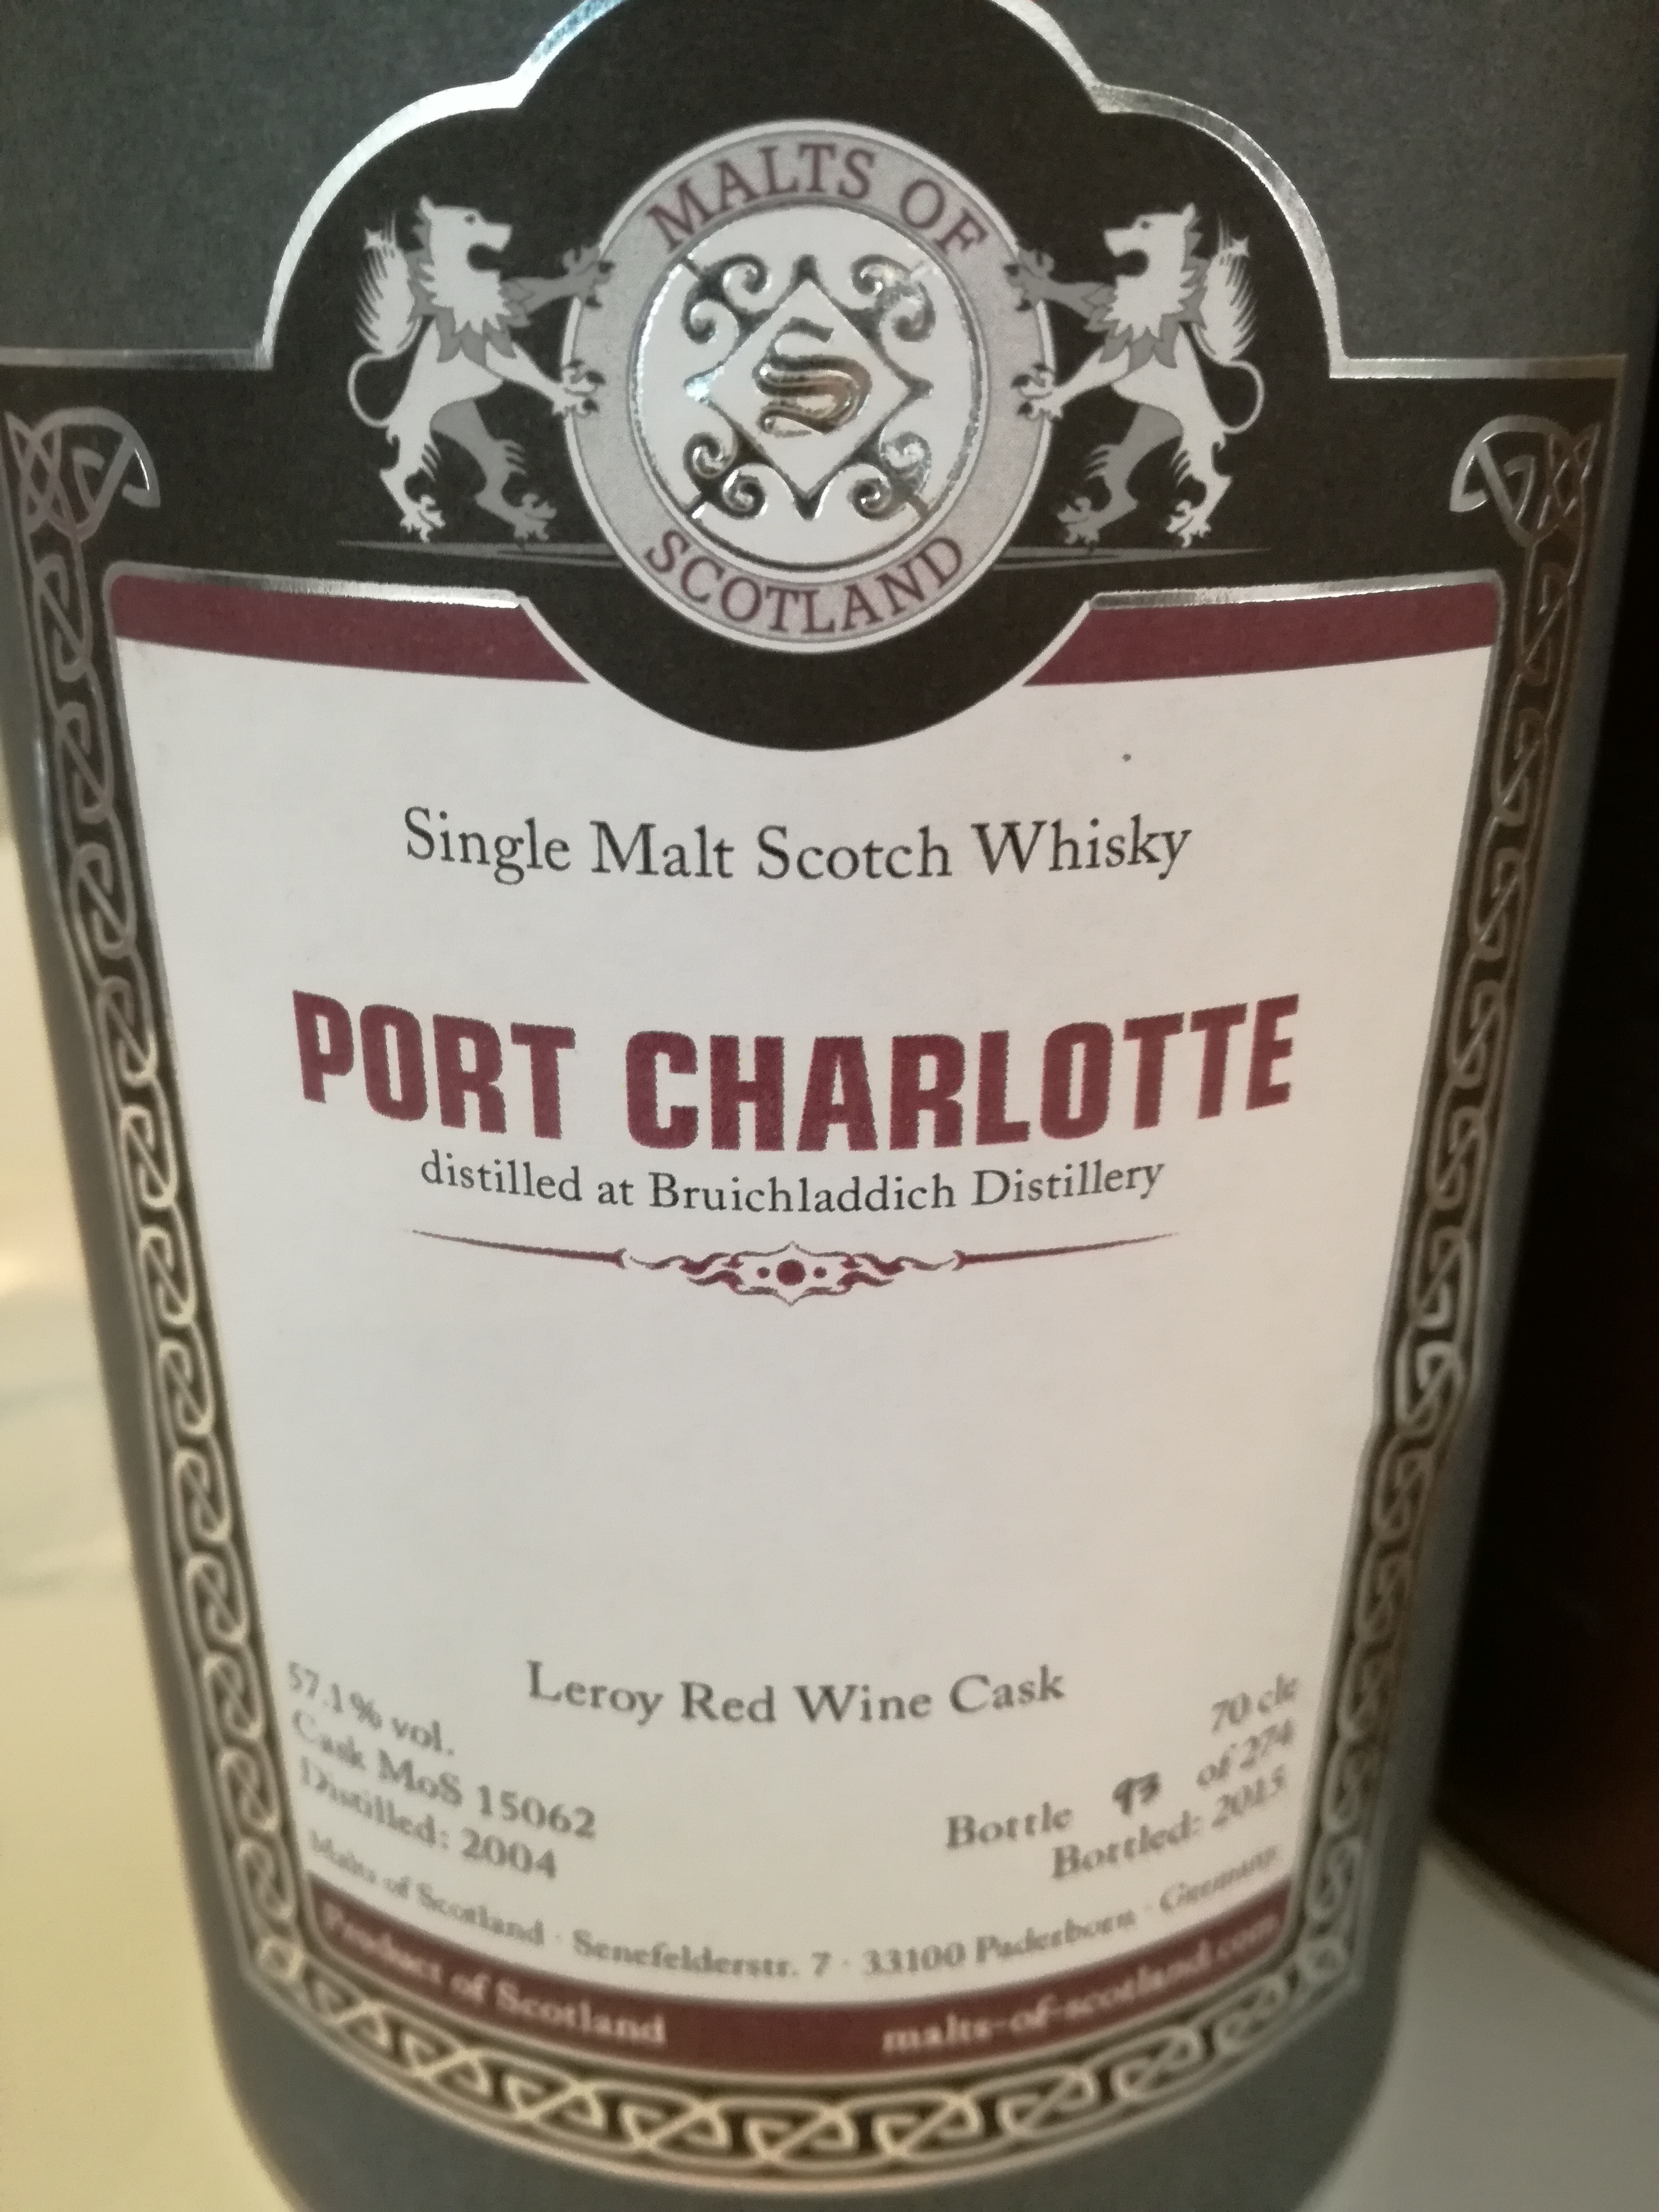 MALTS OF
S
SCOTLAND
Single Malt Scotch Whisky
PORT CHARLOTTE
distilled at Bruichladdich Distillery
Leroy Red Wine Cask
57.1% vol.
Cask MoS 15062
Distilled: 2004
70 cle
Bottle 93 of 274
Bottled: 2015
Malts of Scotland · Senefelderstr. 7 · 33100 Paderborn · Germany
Product of Scotland
malts-of-scotland.com